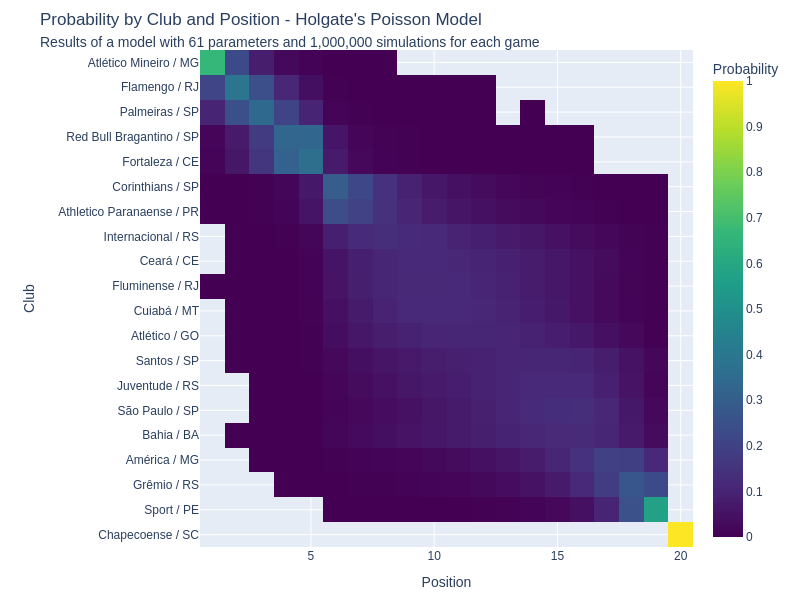 Probability by Club and Position - Holgate's Poisson Model
Results of a model with 61 parameters and 1,000,000 simulations for each game
Probability
Atlético Mineiro / MG
Flamengo / RJ
Palmeiras / SP
Red Bull Bragantino / SP
Fortaleza / CE
Corinthians / SP
Athletico Paranaense / PR
Internacional / RS
Ceará / CE
Fluminense / RJ
Cuiabá / MT
Atlético / GO
Santos / SP
Juventude / RS
São Paulo / SP
Bahia / BA
América / MG
Grêmio / RS
Sport / PE
Chapecoense / SC
Club
5
10
15
20
Position
1
0.9
0.8
0.7
0.6
0.5
0.4
0.3
0.2
0.1
0